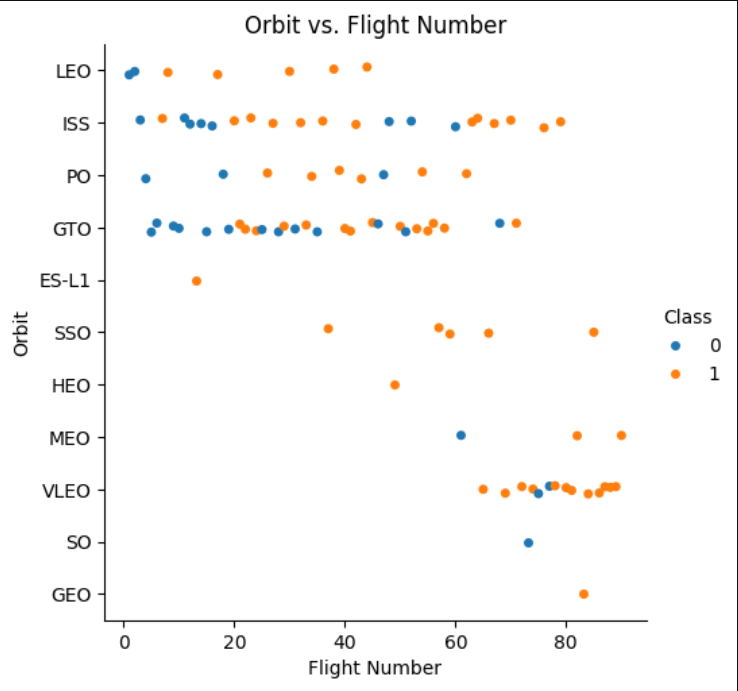 Orbit vs. Flight Number
LEO
ISS
PO
GTO
ES-L1
SSO
HEO
MEO
VLEO
SO
GEO
Orbit
Class
0
1
0 20 40 60 80
Flight Number